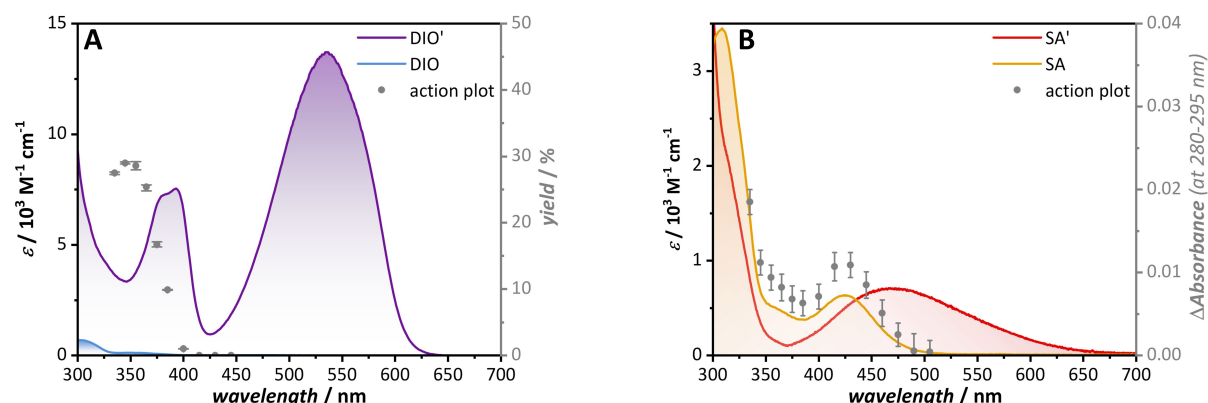 A
DIO'
DIO
action plot
15
10
5
0
50
40
30
20
10
0
300 350 400 450 500 550 600 650 700
wavelength / nm
ε / 10³ M⁻¹ cm⁻¹
yield / %
B
SA'
SA
action plot
3
2
1
0
0.04
0.03
0.02
0.01
0.00
300 350 400 450 500 550 600 650 700
wavelength / nm
ε / 10³ M⁻¹ cm⁻¹
ΔAbsorbance (at 280-295 nm)